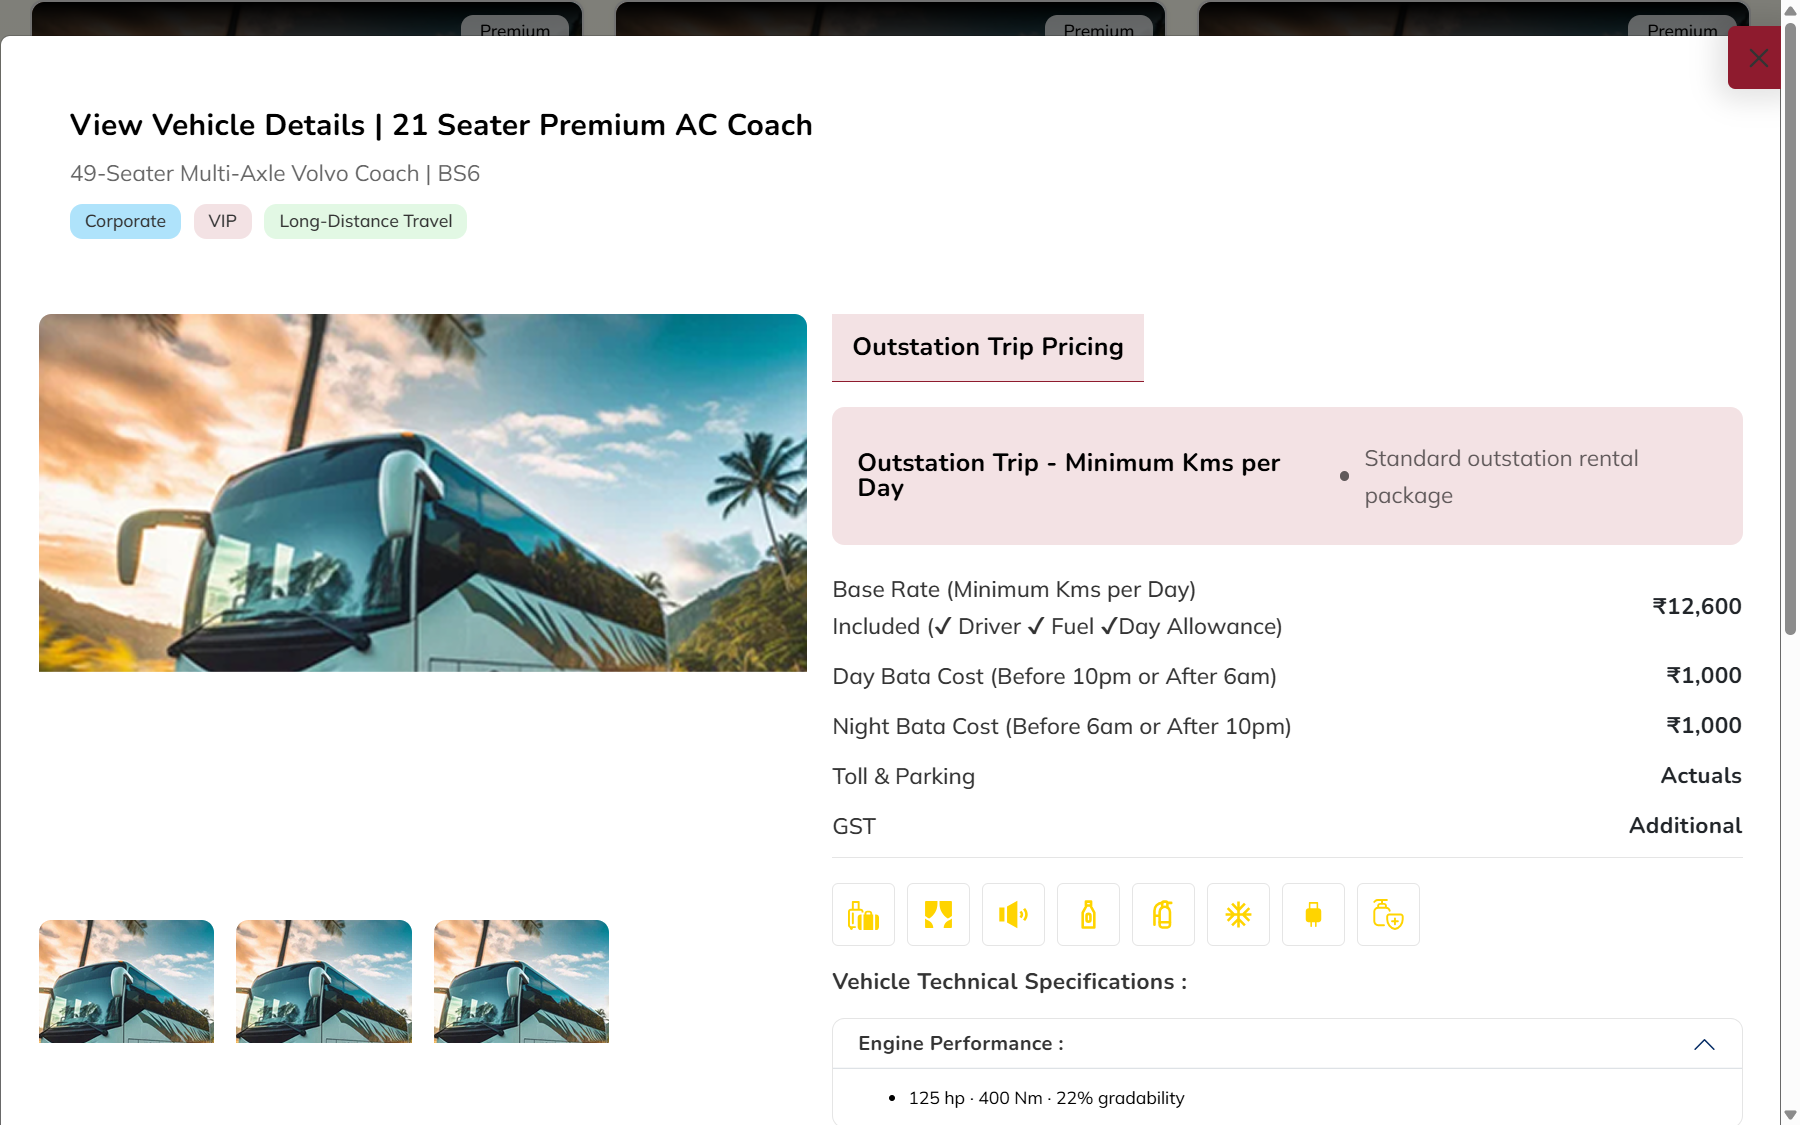 Premium
Premium
Premium
View Vehicle Details | 21 Seater Premium AC Coach
49-Seater Multi-Axle Volvo Coach | BS6
Corporate
VIP
Long-Distance Travel
Outstation Trip Pricing
Outstation Trip - Minimum Kms per
Day
• Standard outstation rental
package
Base Rate (Minimum Kms per Day)
Included (✓ Driver ✓ Fuel ✓Day Allowance)
₹12,600
Day Bata Cost (Before 10pm or After 6am)
₹1,000
Night Bata Cost (Before 6am or After 10pm)
₹1,000
Toll & Parking
Actuals
GST
Additional
Vehicle Technical Specifications :
Engine Performance :
• 125 hp · 400 Nm · 22% gradability